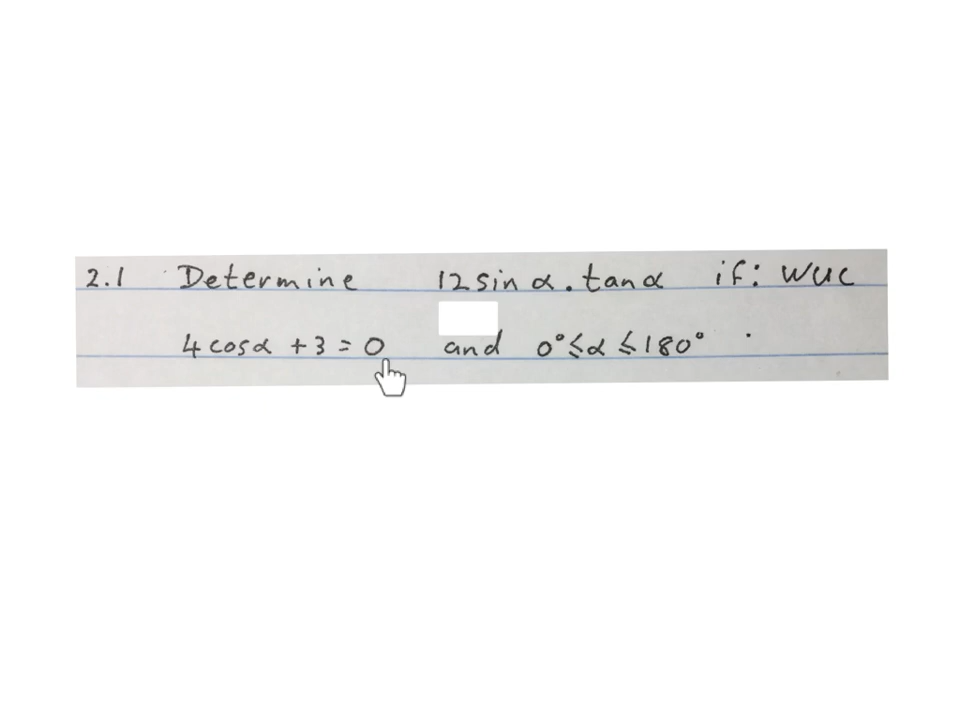 2.1 Determine 12 sin α . tan α if: WUC
4 cos α + 3 = 0 and 0° ≤ α ≤ 180° .